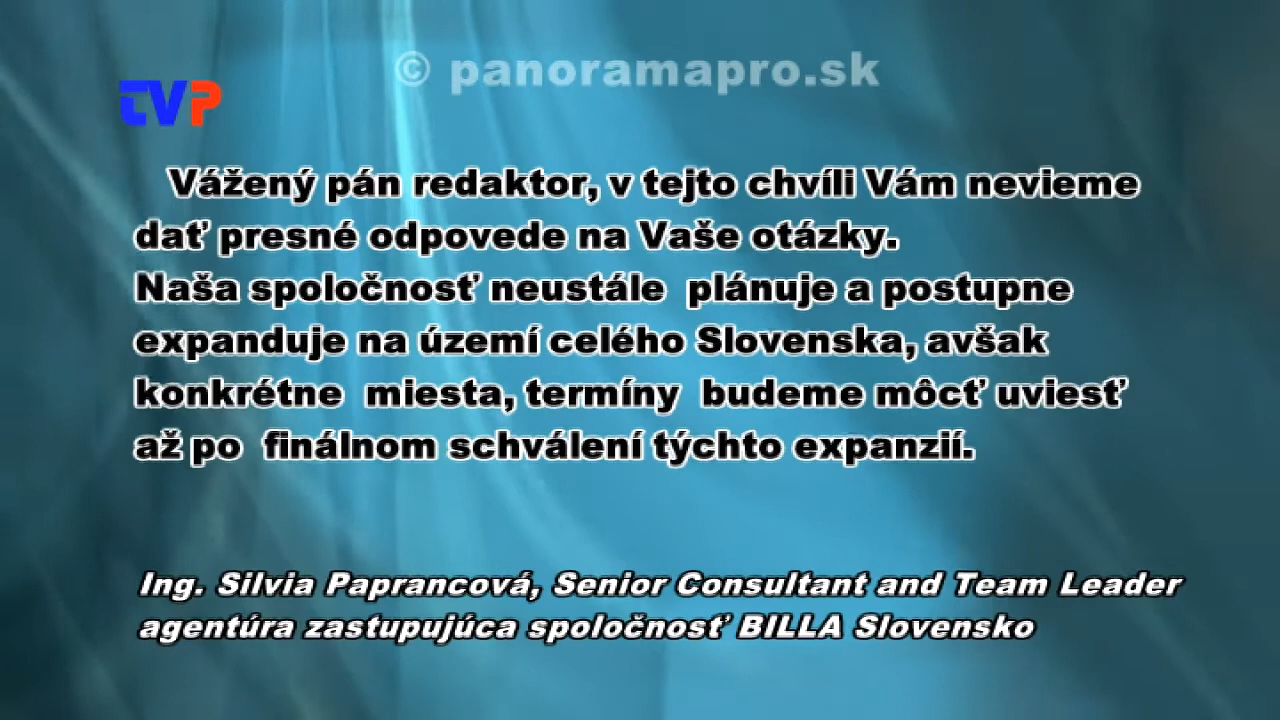 © panoramapro.sk
TVP
Vážený pán redaktor, v tejto chvíli Vám nevieme
dať presné odpovede na Vaše otázky.
Naša spoločnosť neustále plánuje a postupne
expanduje na území celého Slovenska, avšak
konkrétne miesta, termíny budeme môcť uviesť
až po finálnom schválení týchto expanzií.
Ing. Silvia Paprancová, Senior Consultant and Team Leader
agentúra zastupujúca spoločnosť BILLA Slovensko